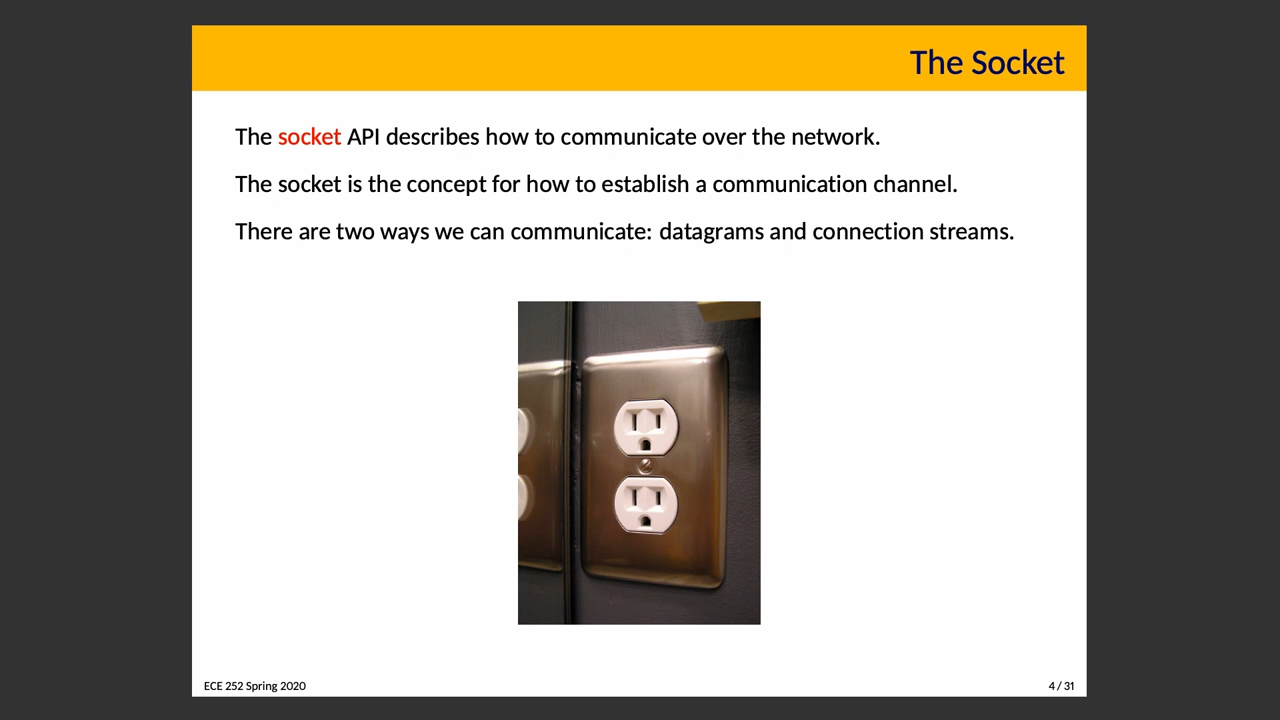 The Socket
The socket API describes how to communicate over the network.
The socket is the concept for how to establish a communication channel.
There are two ways we can communicate: datagrams and connection streams.
ECE 252 Spring 2020
4 / 31